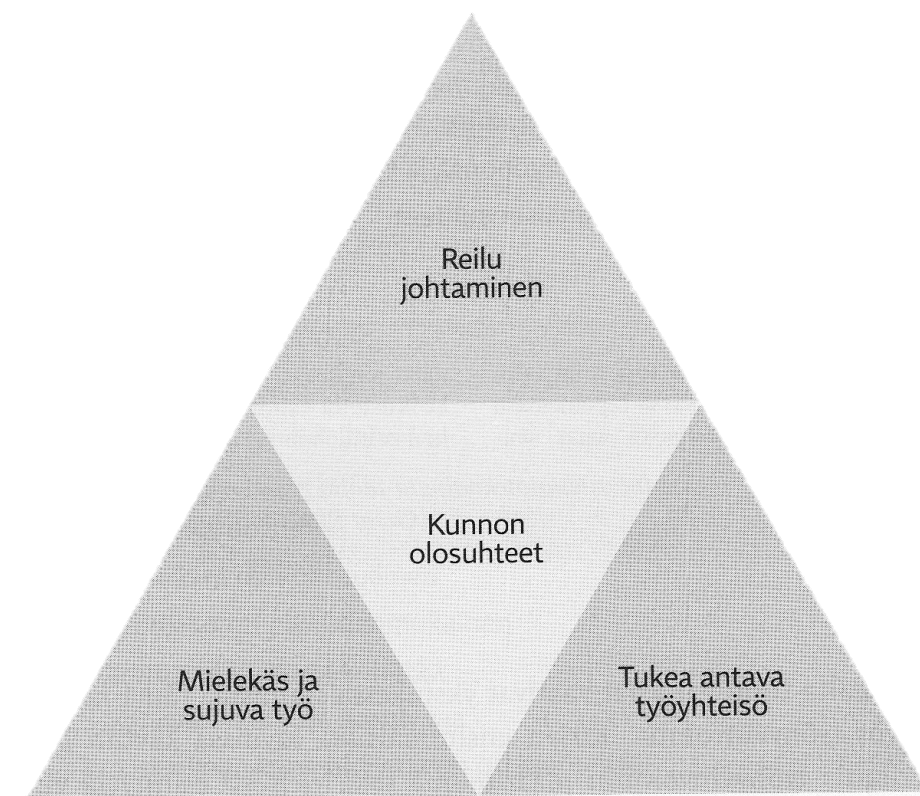 Reilu
johtaminen
Kunnon
olosuhteet
Mielekäs ja
sujuva työ
Tukea antava
työyhteisö